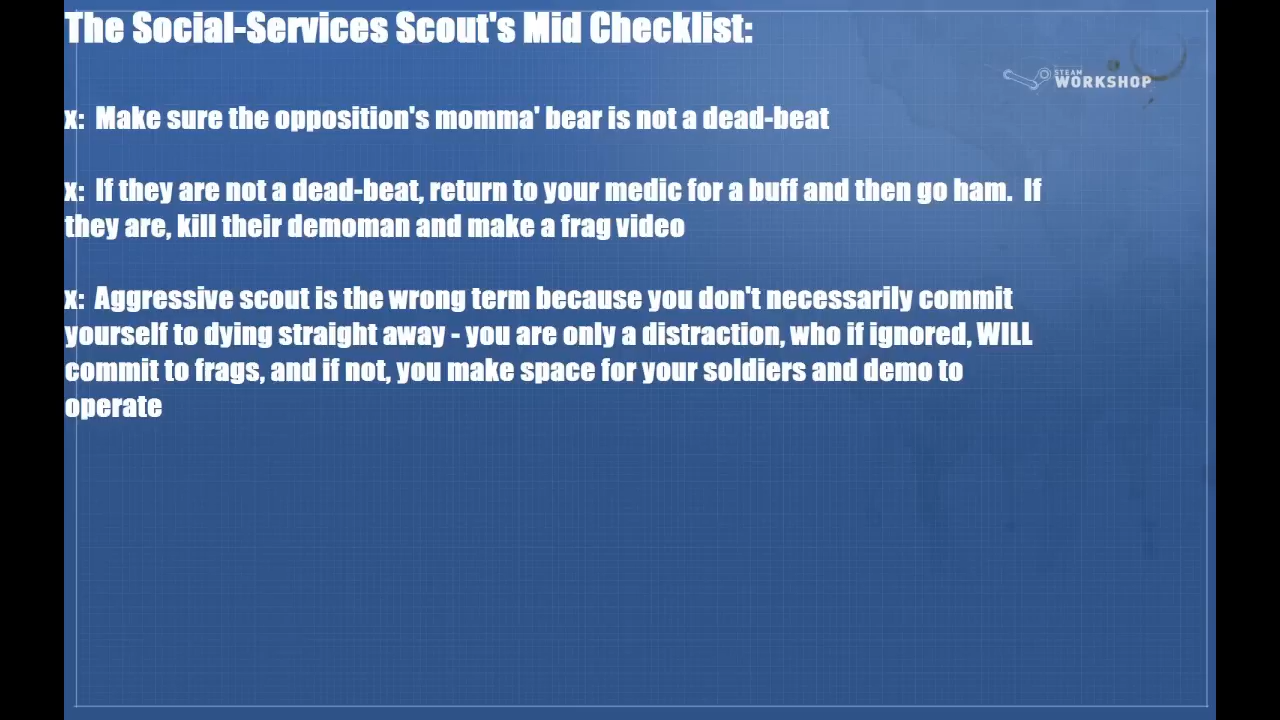 The Social-Services Scout's Mid Checklist:
STEAM
WORKSHOP
x:  Make sure the opposition's momma' bear is not a dead-beat
x:  If they are not a dead-beat, return to your medic for a buff and then go ham.  If
they are, kill their demoman and make a frag video
x:  Aggressive scout is the wrong term because you don't necessarily commit
yourself to dying straight away - you are only a distraction, who if ignored, WILL
commit to frags, and if not, you make space for your soldiers and demo to
operate